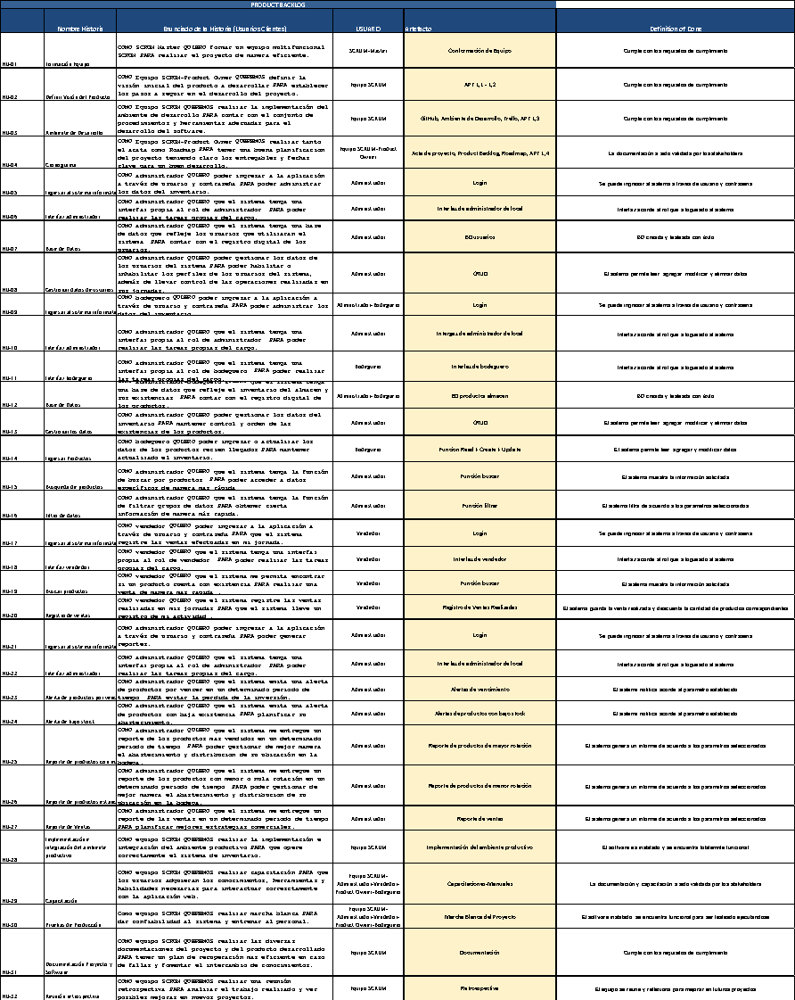 PRODUCT BACKLOG
Nombre Historia
Enunciado de la Historia (Usuarios Clientes)
USUARIO
Artefacto
Definition of Done
HU-01
Formación Equipo
COMO SCRUM Master QUIERO formar un equipo multifuncional
SCRUM PARA realizar el proyecto de manera eficiente.
SCRUM-Master
Conformación de Equipo
Cumple con los requisitos de cumplimiento
HU-02
Definir Visión del Producto
COMO Equipo SCRUM-Product Owner QUEREMOS definir la
visión inicial del producto a desarrollar PARA establecer
los pasos a seguir en el desarrollo del proyecto.
Equipo SCRUM
APT 1,1 - 1,2
Cumple con los requisitos de cumplimiento
HU-03
Ambiente de Desarrollo
COMO Equipo SCRUM QUEREMOS realizar la implementación del
ambiente de desarrollo PARA contar con el conjunto de
procedimientos y herramientas adecuadas para el
desarrollo del software.
Equipo SCRUM
GitHub, Ambiente de Desarrollo, Trello, APT 1,3
Cumple con los requisitos de cumplimiento
HU-04
Cronograma
COMO Equipo SCRUM-Product Owner QUEREMOS realizar tanto
el acta como Roadmap PARA tener una buena planificación
del proyecto teniendo claro los entregables y fechas
clave para un buen desarrollo.
Equipo SCRUM-Product
Owner
Acta de proyecto, Product Backlog, Roadmap, APT 1,4
La documentación a sido validada por los stakeholders
HU-05
Ingresar al sistema informátic
COMO administrador QUIERO poder ingresar a la aplicación
a través de usuario y contraseña PARA poder administrar
los datos del inventario.
Administrador
Login
Se puede ingresar al sistema a traves de usuario y contrasena
HU-06
Interfaz administrador
COMO administrador QUIERO que el sistema tenga una
interfaz propia al rol de administrador PARA poder
realizar las tareas propias del cargo.
Administrador
Interfaz de administrador de local
Interfaz acorde al rol que a logueado al sistema
HU-07
Base de Datos
COMO administrador QUIERO que el sistema tenga una base
de datos que refleje los usuarios que utilizaran el
sistema PARA contar con el registro digital de los
usuarios.
Administrador
BD usuarios
BD creada y testeada con éxito
HU-08
Gestionar datos de usuarios
COMO administrador QUIERO poder gestionar los datos de
los usuarios del sistema PARA poder habilitar o
inhabilitar los perfiles de los usuarios del sistema,
además de llevar control de las operaciones realizadas en
sus jornadas.
Administrador
CRUD
El sistema permite leer agregar modificar y eliminar datos
HU-09
Ingresar al sistema informátic
COMO bodeguero QUIERO poder ingresar a la aplicación a
través de usuario y contraseña PARA poder administrar los
datos del inventario.
Administrador-Bodeguero
Login
Se puede ingresar al sistema a traves de usuario y contrasena
HU-10
Interfaz administrador
COMO administrador QUIERO que el sistema tenga una
interfaz propia al rol de administrador PARA poder
realizar las tareas propias del cargo.
Administrador
Interfaz de administrador de local
Interfaz acorde al rol que a logueado al sistema
HU-11
Interfaz bodeguero
COMO administrador QUIERO que el sistema tenga una
interfaz propia al rol de bodeguero PARA poder realizar
las tareas propias del cargo.
Bodeguero
Interfaz de bodeguero
Interfaz acorde al rol que a logueado al sistema
HU-12
Base de Datos
que el sistema tenga
una base de datos que refleje el inventario del almacen y
sus existencias PARA contar con el registro digital de
los productos.
Administrador-Bodeguero
BD productos almacen
BD creada y testeada con éxito
HU-13
Gestionar los datos
COMO administrador QUIERO poder gestionar los datos del
inventario PARA mantener control y orden de las
existencias de los productos.
Administrador
CRUD
El sistema permite leer agregar modificar y eliminar datos
HU-14
Ingresar Productos
COMO bodeguero QUIERO poder ingresar o actualizar los
datos de los productos recien llegados PARA mantener
actualizado el inventario.
Bodeguero
Función Read + Create + Update
El sistema permite leer agregar y modificar datos
HU-15
Búsqueda de productos
COMO administrador QUIERO que el sistema tenga la función
de buscar por productos PARA poder acceder a datos
específicos de manera más rápida
Administrador
Función buscar
El sistema muestra la información solicitada
HU-16
Filtro de datos
COMO administrador QUIERO que el sistema tenga la función
de filtrar grupos de datos PARA obtener cierta
información de manera más rapida.
Administrador
Función filtrar
El sistema filtra de acuerdo a los parametros seleccionados
HU-17
Ingresar al sistema informátic
COMO vendedor QUIERO poder ingresar a la aplicación a
través de usuario y contraseña PARA que el sistema
registre las ventas efectuadas en mi jornada.
Vendedor
Login
Se puede ingresar al sistema a traves de usuario y contrasena
HU-18
Interfaz vendedor
COMO vendedor QUIERO que el sistema tenga una interfaz
propia al rol de vendedor PARA poder realizar las tareas
propias del cargo.
Vendedor
Interfaz de vendedor
Interfaz acorde al rol que a logueado al sistema
HU-19
Buscar productos
COMO vendedor QUIERO que el sistema me permita encontrar
si un producto cuenta con existencia PARA realizar una
venta de manera mas rapida .
Vendedor
Función buscar
El sistema muestra la información solicitada
HU-20
Registro de ventas
COMO vendedor QUIERO que el sistema registre las ventas
realizadas en mis jornadas PARA que el sistema lleve un
registro de mi actividad .
Vendedor
Registro de Ventas Realizadas
El sistema guarda la venta realizada y descuenta la cantidad de productos correspondientes
HU-21
Ingresar al sistema informátic
COMO administrador QUIERO poder ingresar a la aplicación
a través de usuario y contraseña PARA poder generar
reportes.
Administrador
Login
Se puede ingresar al sistema a traves de usuario y contrasena
HU-22
Interfaz administrador
COMO administrador QUIERO que el sistema tenga una
interfaz propia al rol de administrador PARA poder
realizar las tareas propias del cargo.
Administrador
Interfaz de administrador de local
Interfaz acorde al rol que a logueado al sistema
HU-23
Alerta de productos por vence
COMO administrador QUIERO que el sistema emita una alerta
de productos por vencer en un determinado periodo de
tiempo PARA evitar la perdida de la inversión.
Administrador
Alertas de vencimiento
El sistema notifica acorde al parametro establecido
HU-24
Alerta de bajo stock
COMO administrador QUIERO que el sistema emita una alerta
de productos con baja existencia PARA planificar su
abastecimiento.
Administrador
Alertas de productos con bajo stock
El sistema notifica acorde al parametro establecido
HU-25
Reporte de productos con m
COMO administrador QUIERO que el sistema me entregue un
reporte de los productos mas vendidos en un determinado
periodo de tiempo PARA poder gestionar de mejor manera
el abastecimiento y distribucion de su ubicación en la
bodega.
Administrador
Reporte de productos de mayor rotación
El sistema genera un informe de acuerdo a los parametros seleccionados
HU-26
Reporte de productos estanc
COMO administrador QUIERO que el sistema me entregue un
reporte de los productos con menor o nula rotación en un
determinado periodo de tiempo PARA poder gestionar de
mejor manera el abastecimiento y distribucion de su
ubicación en la bodega.
Administrador
Reporte de productos de menor rotación
El sistema genera un informe de acuerdo a los parametros seleccionados
HU-27
Reporte de Ventas
COMO administrador QUIERO que el sistema me entregue un
reporte de las ventas en un determinado periodo de tiempo
PARA planificar mejores estrategias comerciales.
Administrador
Reporte de ventas
El sistema genera un informe de acuerdo a los parametros seleccionados
HU-28
Implementación e
integración del ambiente
productivo
COMO equipo SCRUM QUEREMOS realizar la implementación e
integración del ambiente productivo PARA que opere
correctamente el sistema de inventario.
Equipo SCRUM
Implementación del ambiente productivo
El software es instalado y se encuentra totalmente funcional
HU-29
Capacitación
COMO equipo SCRUM QUEREMOS realizar capacitación PARA que
los usuarios adquieran los conocimientos, herramientas y
habilidades necesarias para interactuar correctamente
con la aplicación web.
Equipo SCRUM-
Administrador-Vendedor-
Product Owner-Bodeguero
Capacitaciones-Manuales
La documentación y capacitación a sido validada por los stakeholders
HU-30
Pruebas de Producción
Como equipo SCRUM QUEREMOS realizar marcha blanca PARA
dar confiabilidad al sistema y entrenar al personal.
Equipo SCRUM-
Administrador-Vendedor-
Product Owner-Bodeguero
Marcha Blanca del Proyecto
El software instalado se encuentra funcional para ser testeado ejecutandose
HU-31
Documentación Proyecto y
Software
COMO equipo SCRUM QUEREMOS realizar las diversas
documentaciones del proyecto y del producto desarrollado
PARA tener un plan de recuperación mas eficiente en caso
de fallas y fomentar el intercambio de conocimientos.
Equipo SCRUM
Documentación
Cumple con los requisitos de cumplimiento
HU-32
Reunión retrospectiva
COMO equipo SCRUM QUEREMOS realizar una reunión
retrospectiva PARA analizar el trabajo realizado y ver
posibles mejoras en nuevos proyectos.
Equipo SCRUM
Retrospectiva
El equipo se reune y reflexiona para mejorar en futuros proyectos